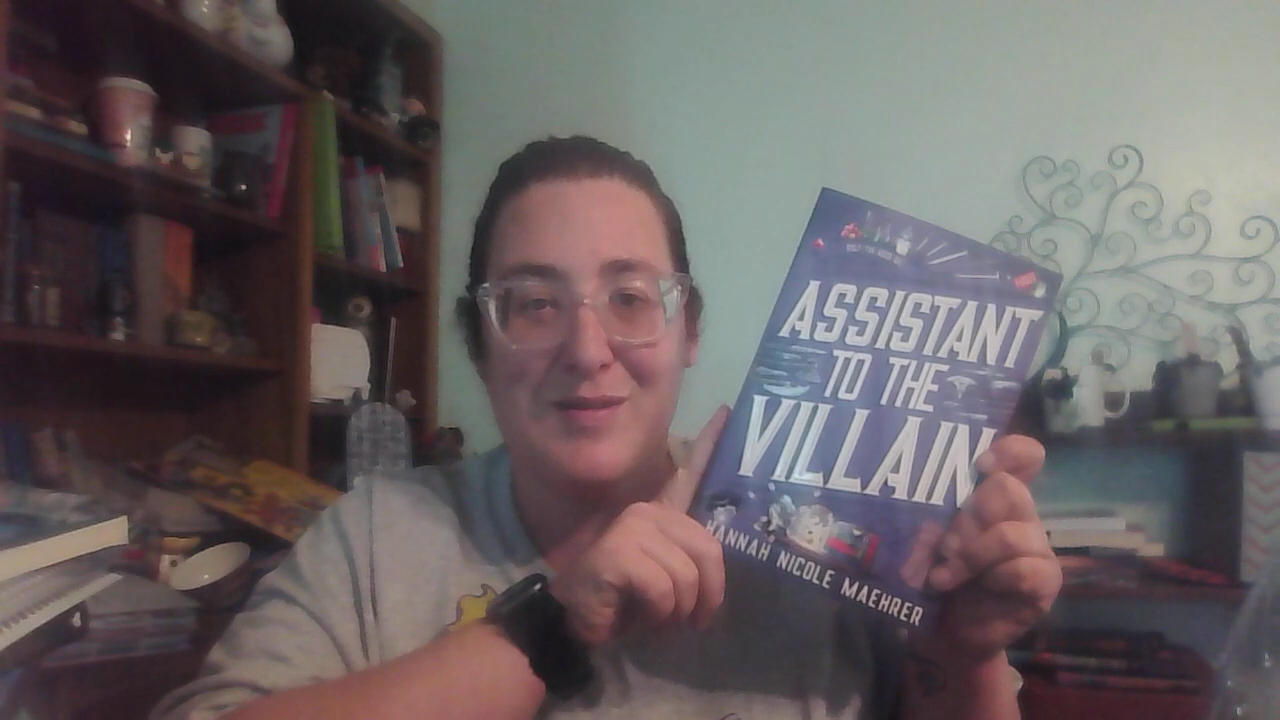 ASSISTANT
TO THE
VILLAIN
HANNAH NICOLE MAEHRER